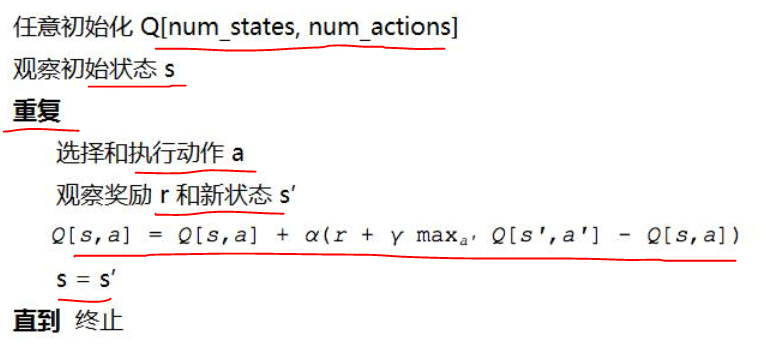 任意初始化 Q[num_states, num_actions]
观察初始状态 s
重复
选择和执行动作 a
观察奖励 r 和新状态 s′
Q[s,a] = Q[s,a] + α(r + γ maxₐ' Q[s',a'] - Q[s,a])
s = s′
直到 终止